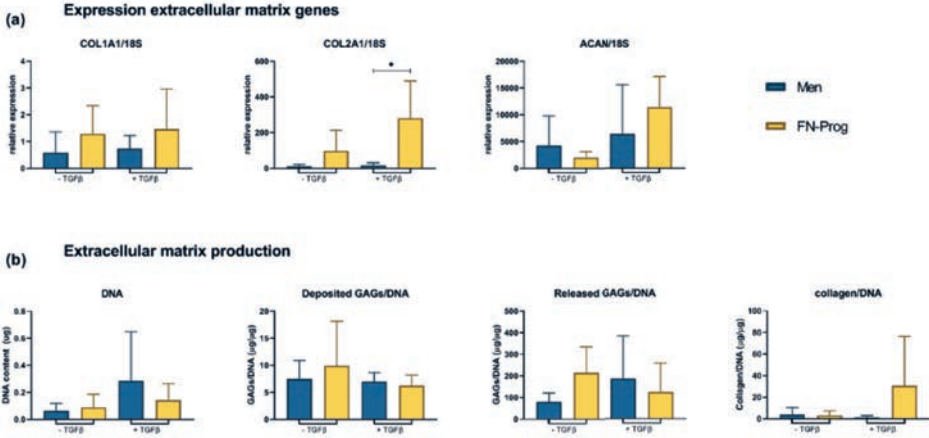 (a) Expression extracellular matrix genes
COL1A1/18S
relative expression
4
3
2
1
0
- TGFβ + TGFβ
COL2A1/18S
relative expression
600
400
200
0
*
- TGFβ + TGFβ
ACAN/18S
relative expression
20000
15000
10000
5000
0
- TGFβ + TGFβ
Men
FN-Prog
(b) Extracellular matrix production
DNA
DNA content (ug)
0.8
0.6
0.4
0.2
0.0
- TGFβ + TGFβ
Deposited GAGs/DNA
GAGs/DNA (µg/µg)
20
15
10
5
0
- TGFβ + TGFβ
Released GAGs/DNA
GAGs/DNA (µg/µg)
500
400
300
200
100
0
- TGFβ + TGFβ
collagen/DNA
Collagen/DNA (µg/µg)
100
80
60
40
20
0
- TGFβ + TGFβ